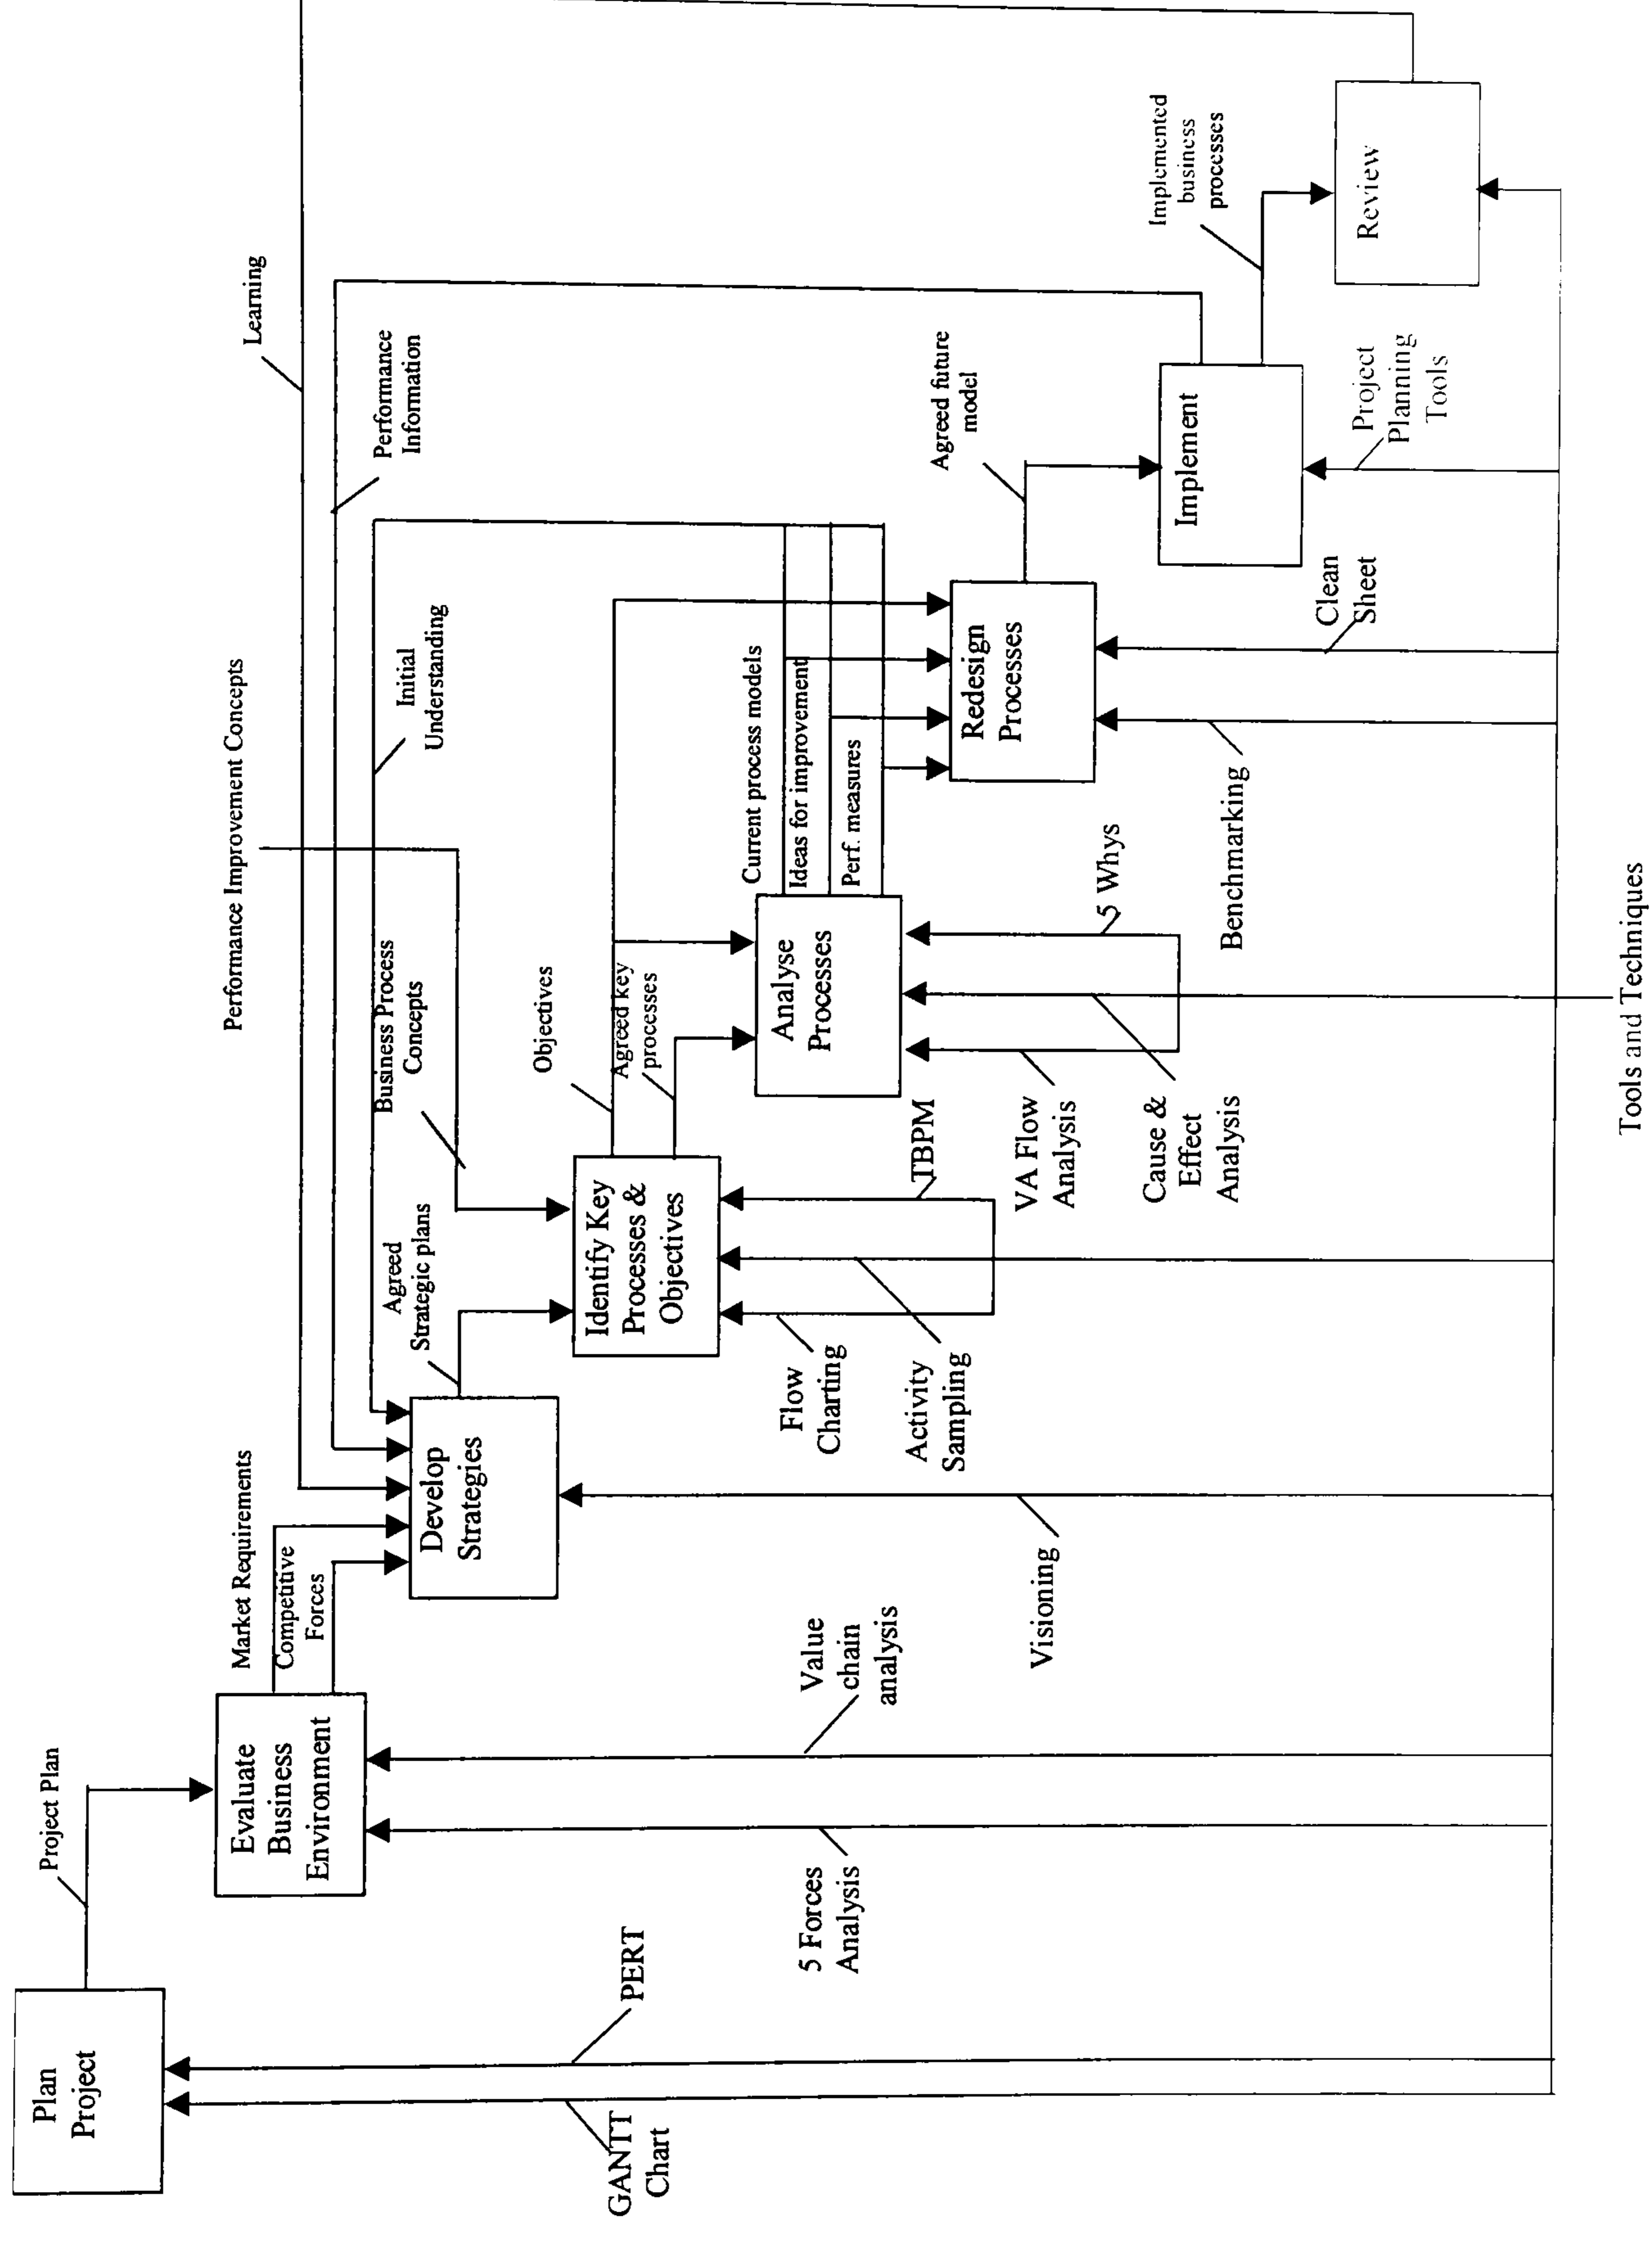 Plan
Project
Project Plan
GANTT
Chart
PERT
Evaluate
Business
Environment
Market Requirements
Competitive
Forces
5 Forces
Analysis
Value
chain
analysis
Develop
Strategies
Visioning
Agreed
Strategic plans
Learning
Performance
Information
Initial
Understanding
Performance Improvement Concepts
Business Process
Concepts
Identify Key
Processes &
Objectives
Flow
Charting
Activity
Sampling
TBPM
Objectives
Agreed key
processes
Analyse
Processes
VA Flow
Analysis
Cause &
Effect
Analysis
5 Whys
Current process models
Ideas for improvement
Perf. measures
Redesign
Processes
Benchmarking
Clean
Sheet
Agreed future
model
Implement
Project
Planning
Tools
Implemented
business
processes
Review
Tools and Techniques